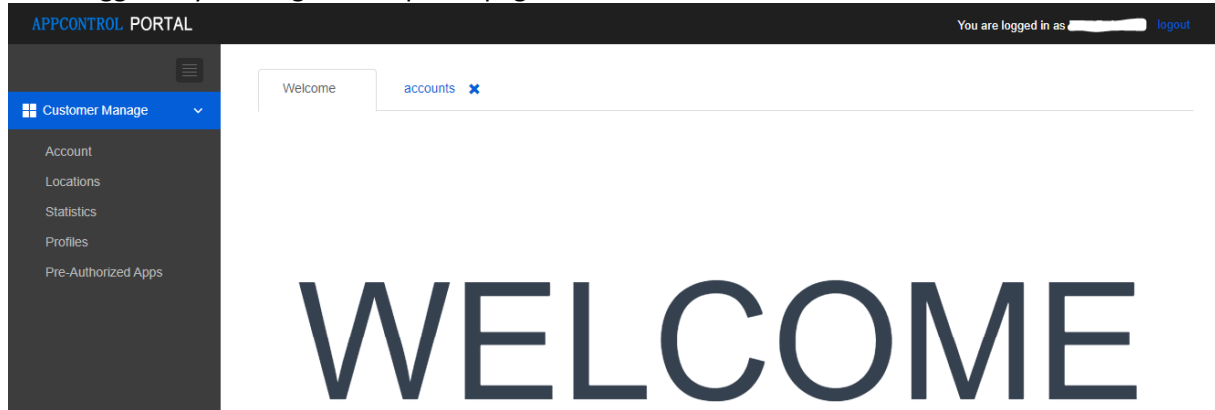 APPCONTROL PORTAL
You are logged in as
logout
Welcome
accounts
Customer Manage
Account
Locations
Statistics
Profiles
Pre-Authorized Apps
WELCOME